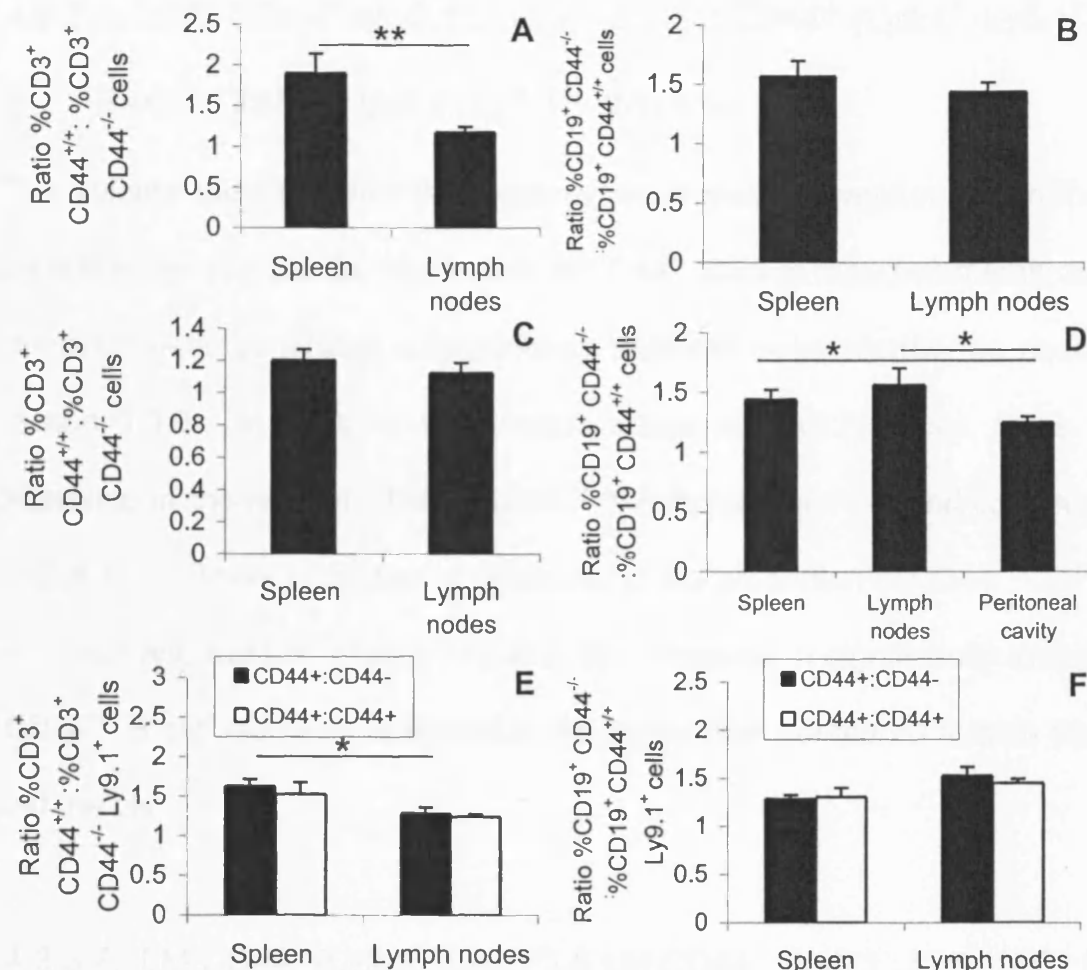 A
Ratio %CD3⁺
CD44⁺/⁺: %CD3⁺
CD44⁻/⁻ cells
2.5
2
1.5
1
0.5
0
**
Spleen
Lymph
nodes
B
Ratio %CD19⁺ CD44⁻/⁻
:%CD19⁺ CD44⁺/⁺ cells
2
1.5
1
0.5
0
Spleen
Lymph nodes
C
Ratio %CD3⁺
CD44⁺/⁺:%CD3⁺
CD44⁻/⁻ cells
1.4
1.2
1
0.8
0.6
0.4
0.2
0
Spleen
Lymph
nodes
D
Ratio %CD19⁺ CD44⁻/⁻
:%CD19⁺ CD44⁺/⁺ cells
2
1.5
1
0.5
0
*
*
Spleen
Lymph
nodes
Peritoneal
cavity
E
Ratio %CD3⁺
CD44⁺/⁺:%CD3⁺
CD44⁻/⁻ Ly9.1⁺ cells
3
2.5
2
1.5
1
0.5
0
CD44+:CD44-
CD44+:CD44+
*
Spleen
Lymph nodes
F
Ratio %CD19⁺ CD44⁻/⁻
:%CD19⁺ CD44⁺/⁺
Ly9.1⁺ cells
2.5
2
1.5
1
0.5
0
CD44+:CD44-
CD44+:CD44+
Spleen
Lymph nodes